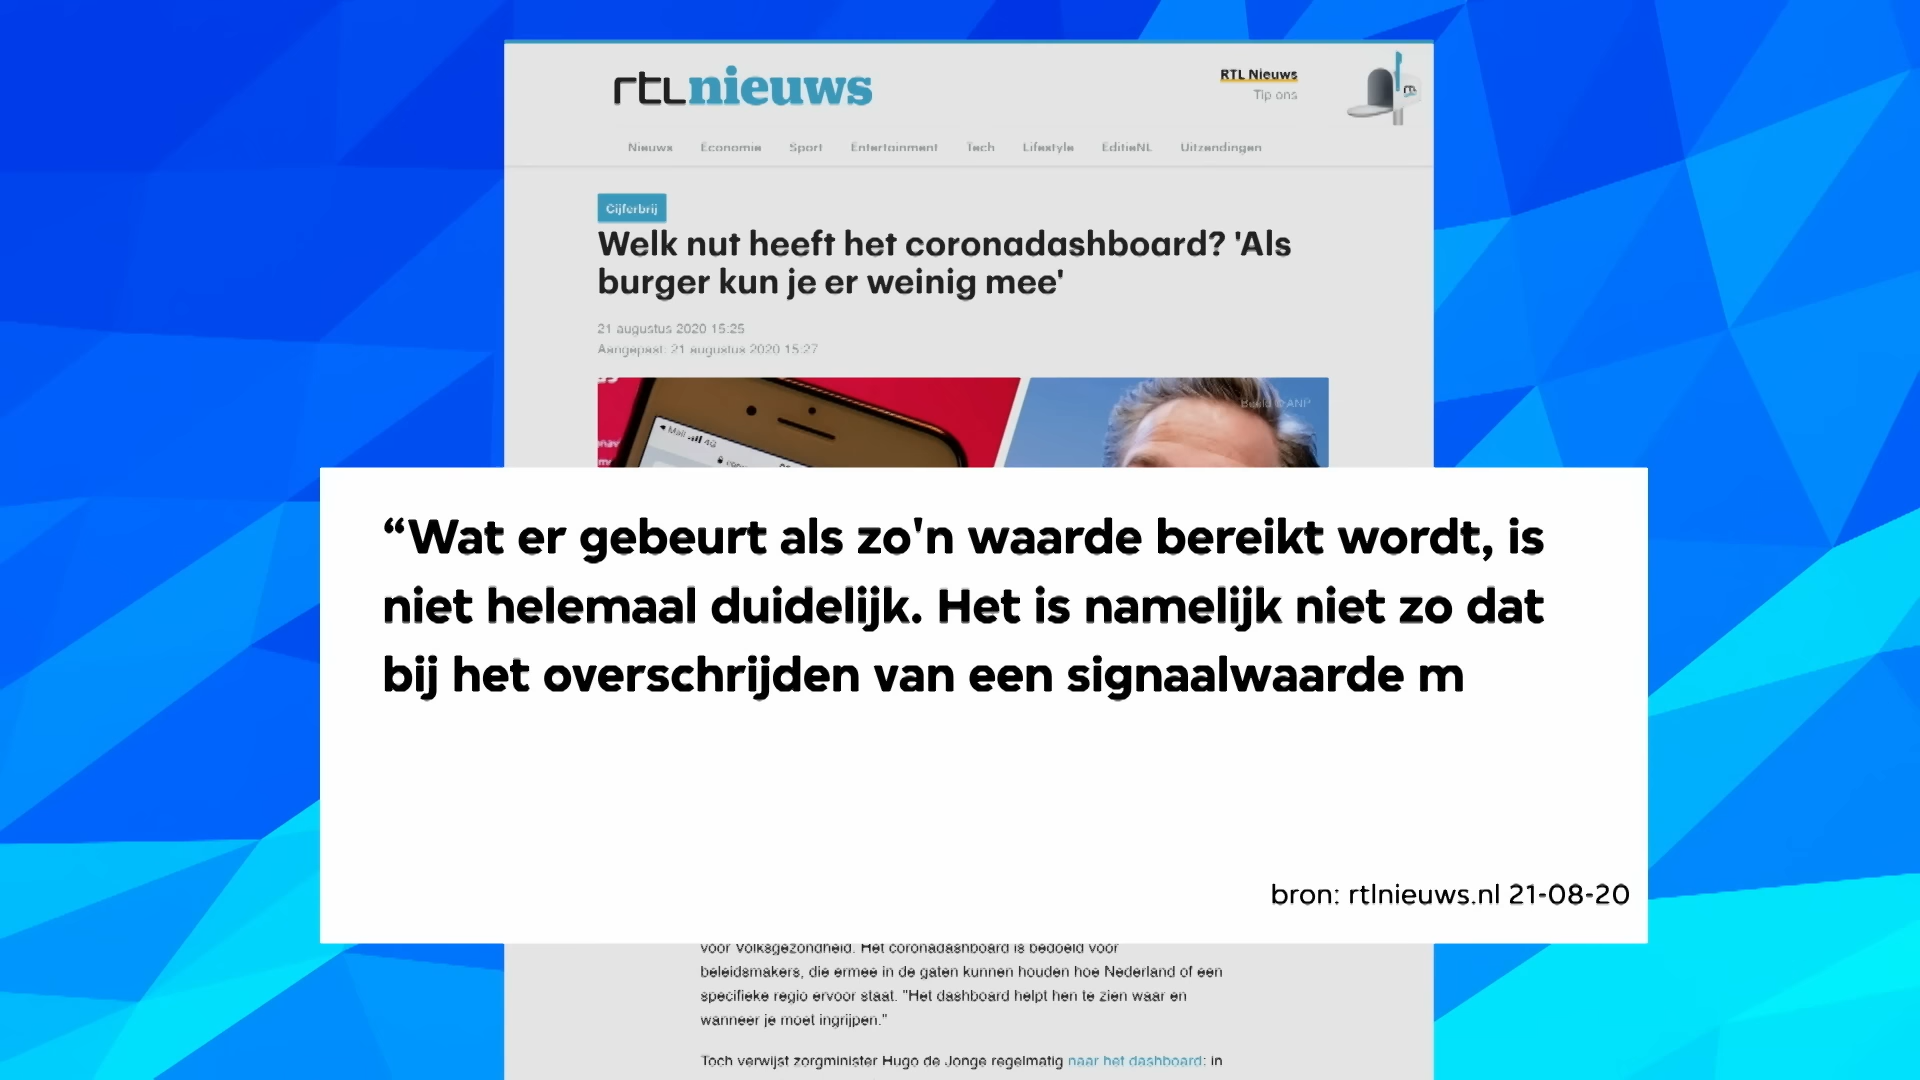 rtlnieuws
RTL Nieuws
Tip ons
rtl
Nieuws Economie Sport Entertainment Tech Lifestyle EditieNL Uitzendingen
Cijferbrij
Welk nut heeft het coronadashboard? 'Als
burger kun je er weinig mee'
21 augustus 2020 15:25
Aangepast: 21 augustus 2020 15:27
Beeld © ANP
Mail 4G
“Wat er gebeurt als zo'n waarde bereikt wordt, is
niet helemaal duidelijk. Het is namelijk niet zo dat
bij het overschrijden van een signaalwaarde m
bron: rtlnieuws.nl 21-08-20
voor Volksgezondheid. Het coronadashboard is bedoeld voor
beleidsmakers, die ermee in de gaten kunnen houden hoe Nederland of een
specifieke regio ervoor staat. "Het dashboard helpt hen te zien waar en
wanneer je moet ingrijpen."
Toch verwijst zorgminister Hugo de Jonge regelmatig naar het dashboard: in